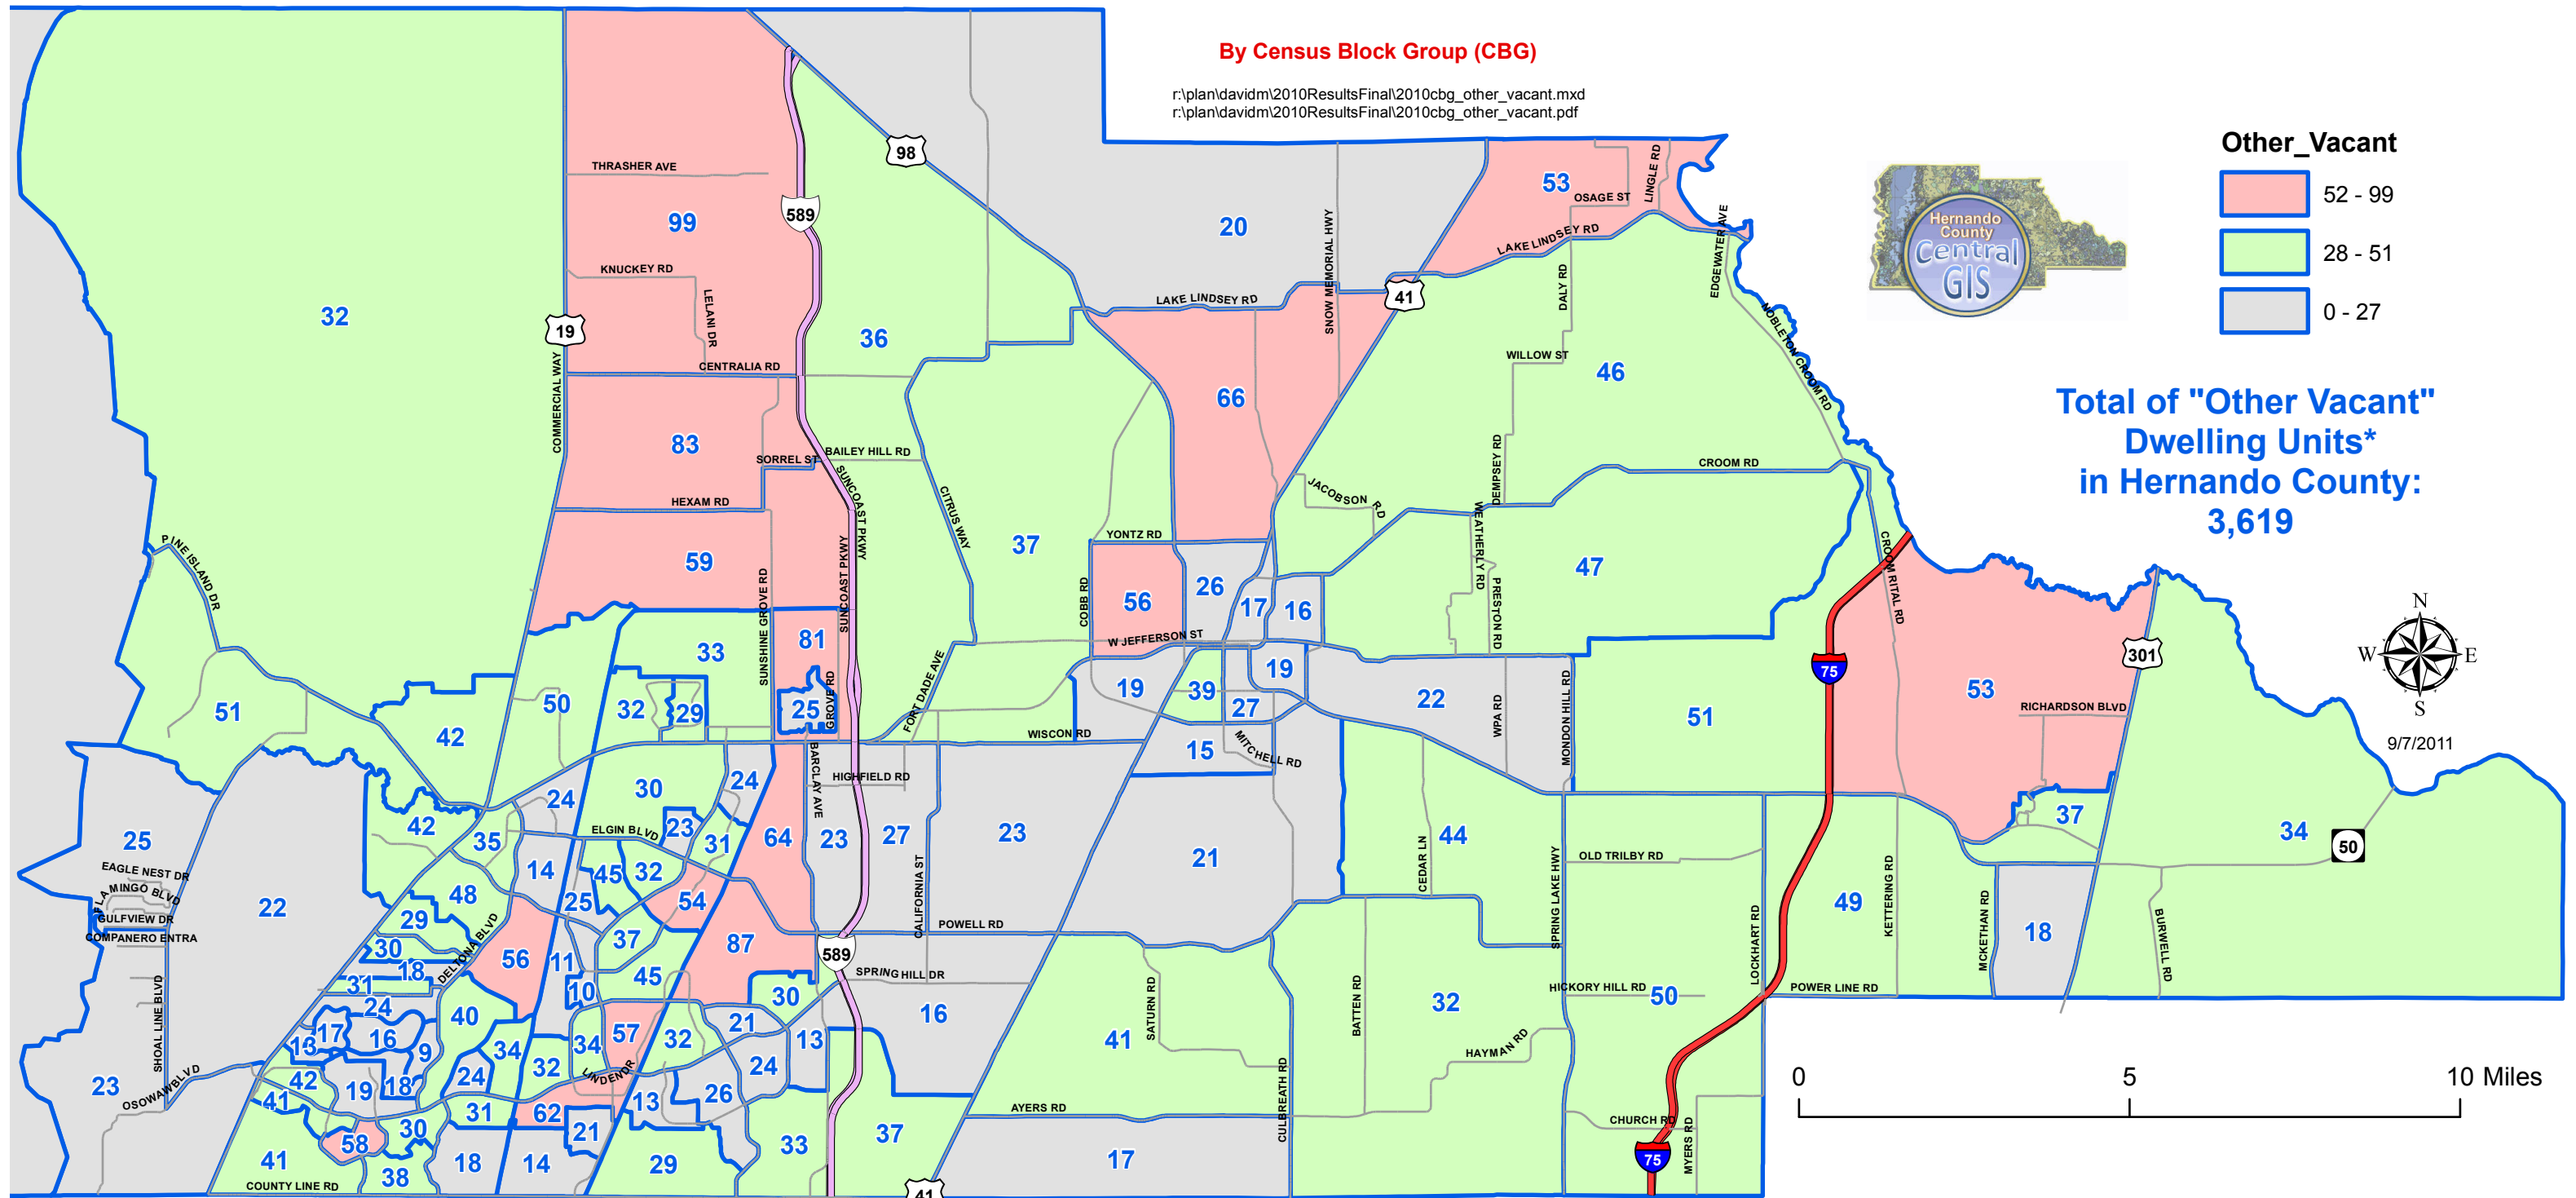 By Census Block Group (CBG)
r:\plan\davidm\2010ResultsFinal\2010cbg_other_vacant.mxd
r:\plan\davidm\2010ResultsFinal\2010cbg_other_vacant.pdf
Other_Vacant
52 - 99
28 - 51
0 - 27
Hernando
County
Central
GIS
Total of "Other Vacant"
Dwelling Units*
in Hernando County:
3,619
N
W E
S
9/7/2011
0 5 10 Miles
98
THRASHER AVE
589
99
20
53
OSAGE ST
LINGLE RD
LAKE LINDSEY RD
EDGEWATER AVE
SNOW MEMORIAL HWY
KNUCKEY RD
LELANI DR
32
19
36
LAKE LINDSEY RD
41
DALY RD
NOBLETON CROOM RD
COMMERCIAL WAY
CENTRALIA RD
WILLOW ST
46
66
83
SORREL ST
BAILEY HILL RD
SUNCOAST PKWY
CITRUS WAY
HEXAM RD
JACOBSON RD
DEMPSEY RD
CROOM RD
PINE ISLAND DR
59
SUNSHINE GROVE RD
SUNCOAST PKWY
37
YONTZ RD
COBB RD
56
26
17
16
WEATHERLY RD
PRESTON RD
47
CROOM RITAL RD
W JEFFERSON ST
33
81
FORT DADE AVE
19
39
19
27
22
WPA RD
MONDON HILL RD
51
75
53
301
RICHARDSON BLVD
51
42
50
32
29
25
GROVE RD
WISCON RD
15
MITCHELL RD
BARCLAY AVE
HIGHFIELD RD
25
EAGLE NEST DR
FLAMINGO BLVD
GULFVIEW DR
COMPANERO ENTRA
22
42
35
24
30
24
ELGIN BLVD
23
31
64
23
27
23
CALIFORNIA ST
21
44
CEDAR LN
SPRING LAKE HWY
OLD TRILBY RD
37
34
50
48
14
45
32
25
54
29
30
18
DELTONA BLVD
56
11
37
45
87
POWELL RD
589
SPRING HILL DR
49
KETTERING RD
LOCKHART RD
MCKETHAN RD
18
BURWELL RD
31
24
10
30
16
SATURN RD
BATTEN RD
32
HICKORY HILL RD
50
POWER LINE RD
SHOAL LINE BLVD
17
13
16
9
40
34
34
57
32
21
13
41
HAYMAN RD
23
OSOWAW BLVD
42
41
19
18
24
32
LINDEN DR
24
26
13
31
62
21
AYERS RD
CULBREATH RD
CHURCH RD
MYERS RD
58
30
41
38
18
14
29
33
37
17
75
COUNTY LINE RD
41